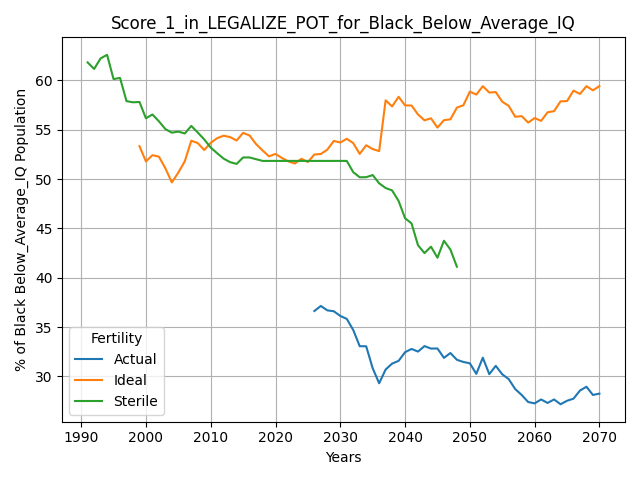 Score_1_in_LEGALIZE_POT_for_Black_Below_Average_IQ
% of Black Below_Average_IQ Population
60
55
50
45
40
35
30
Fertility
Actual
Ideal
Sterile
1990 2000 2010 2020 2030 2040 2050 2060 2070
Years